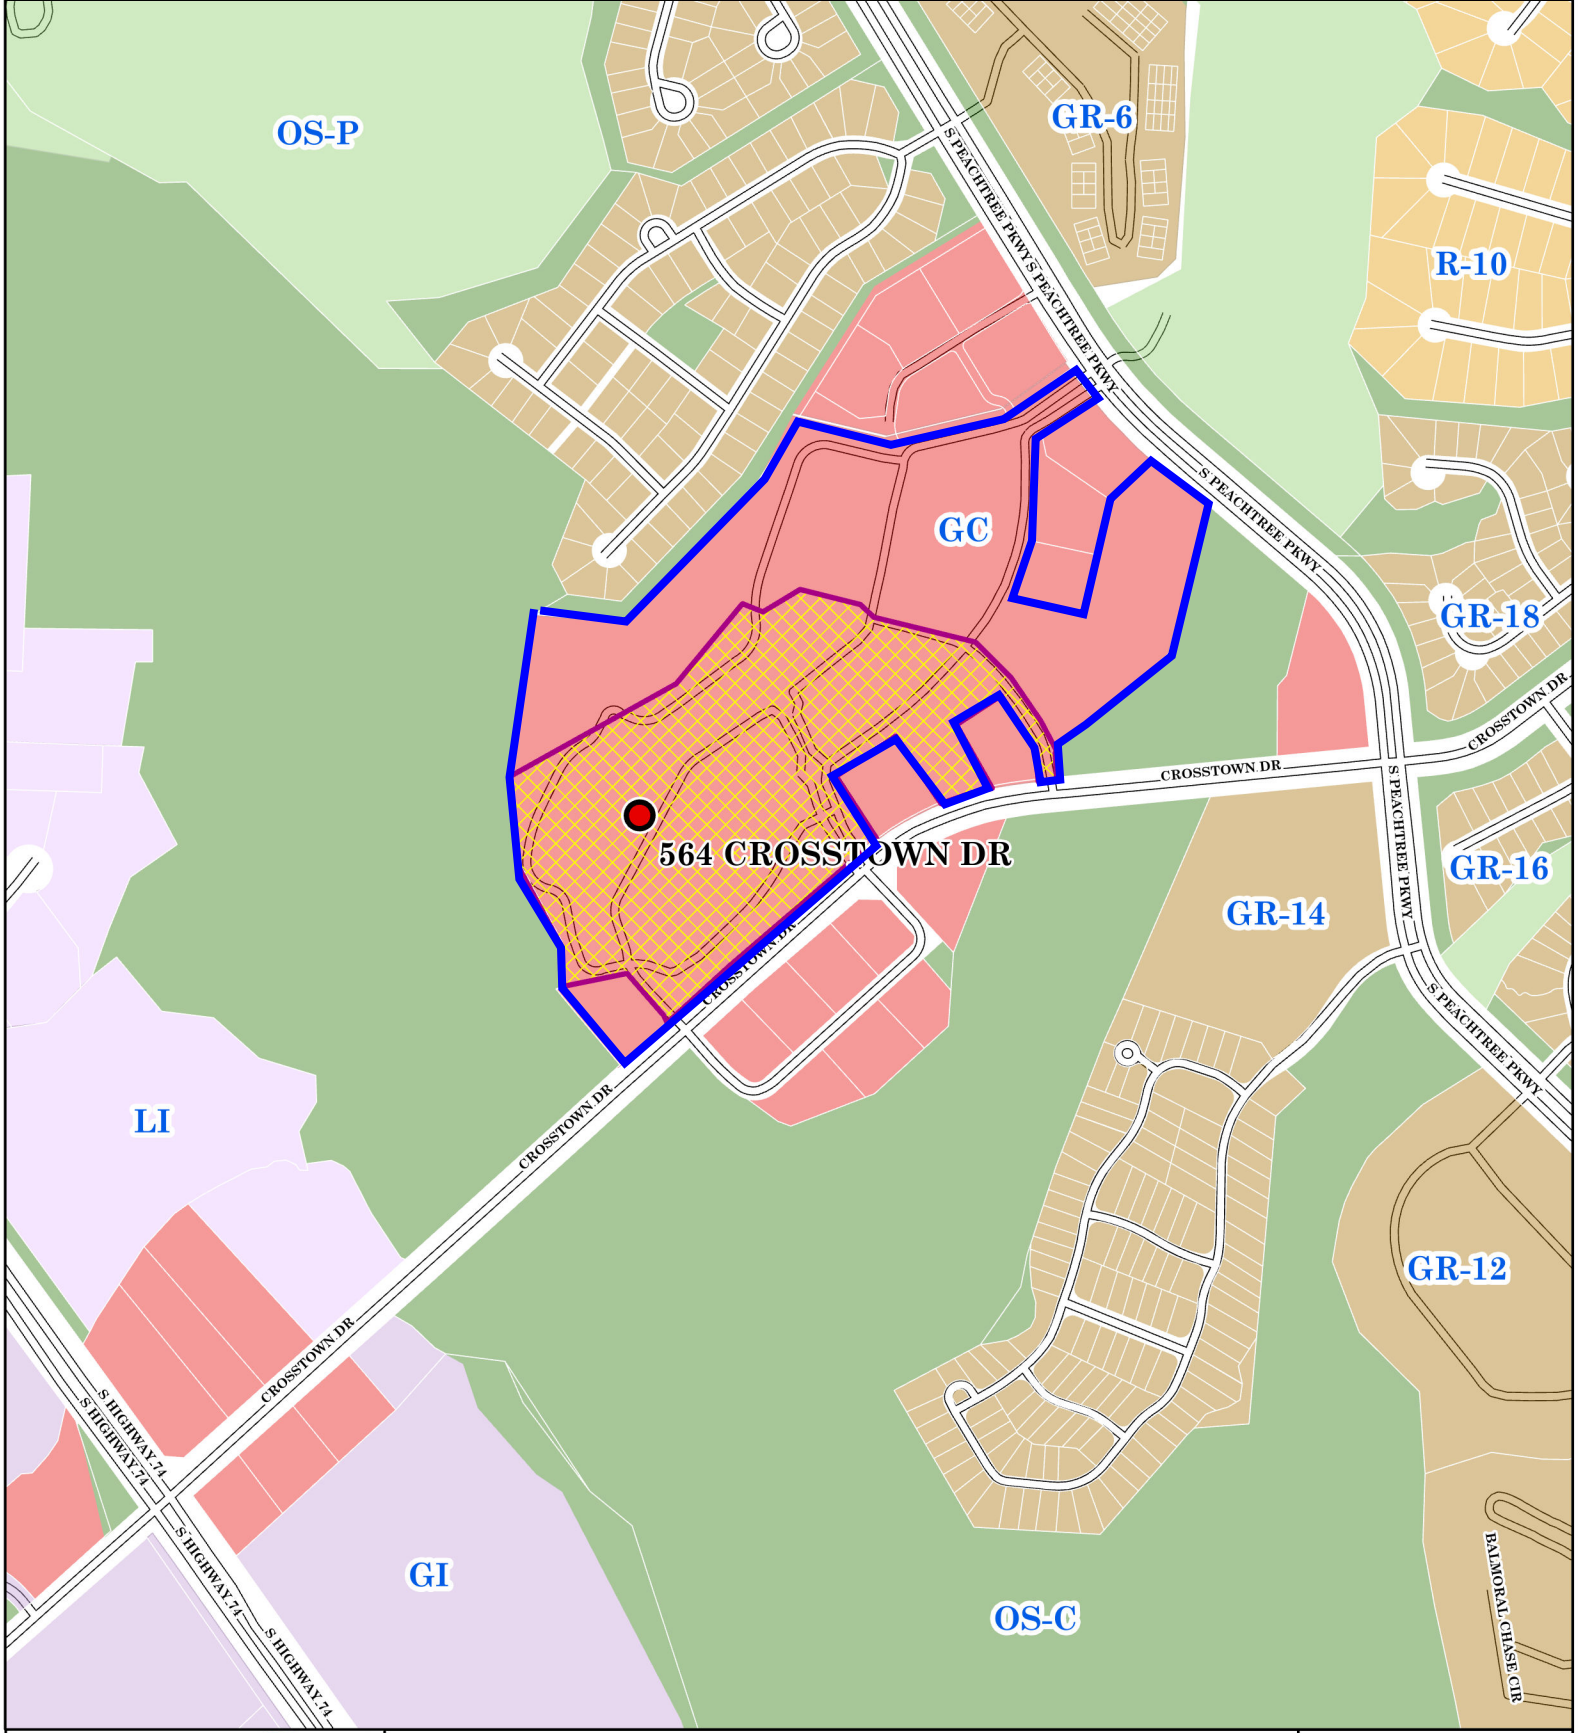 OS-P
GR-6
S PEACHTREE PKWY
S PEACHTREE PKWY
R-10
S PEACHTREE PKWY
GC
GR-18
CROSSTOWN DR
CROSSTOWN DR
S PEACHTREE PKWY
564 CROSSTOWN DR
GR-16
GR-14
CROSSTOWN DR
S PEACHTREE PKWY
LI
CROSSTOWN DR
GR-12
CROSSTOWN DR
S HIGHWAY 74
S HIGHWAY 74
S HIGHWAY 74
GI
OS-C
BALMORAL CHASE CIR
S HIGHWAY 74